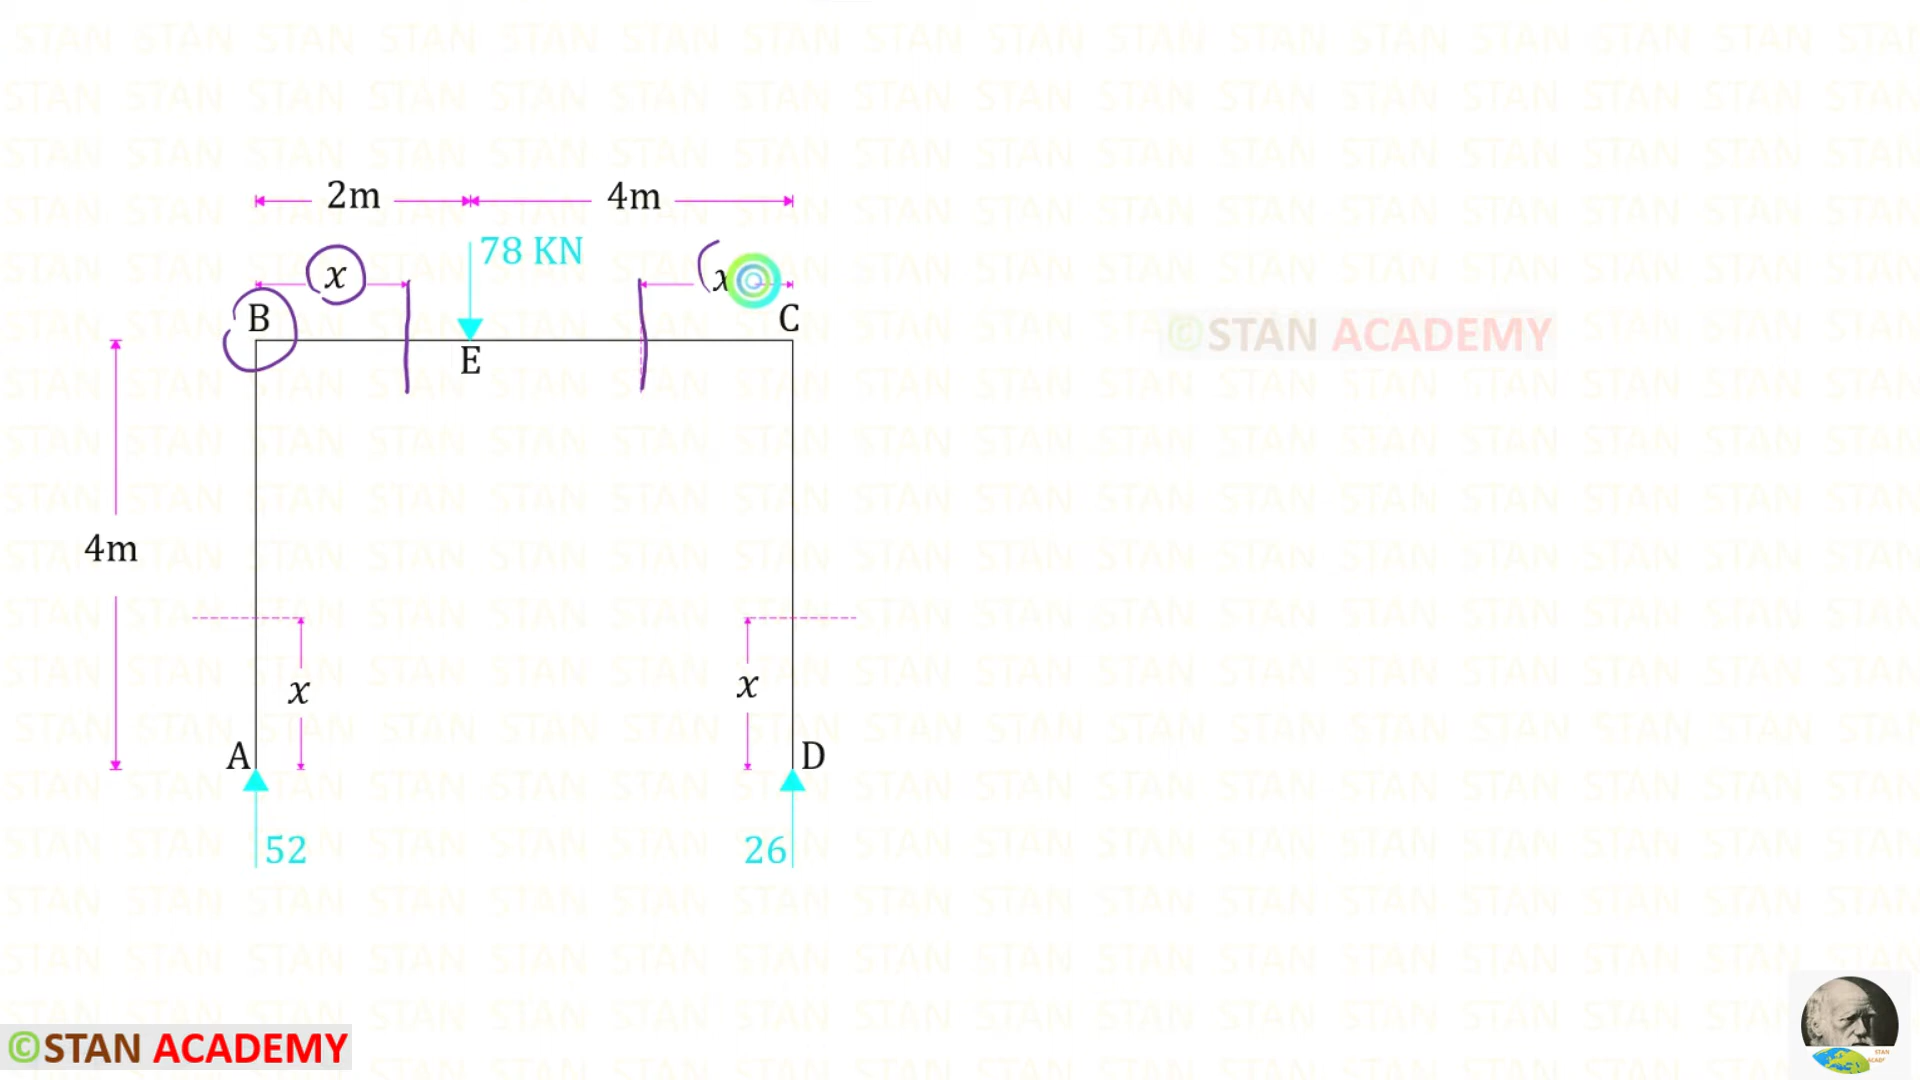 2m 4m
78 KN
x x
B C
E
4m
x x
A D
52 26
©STAN ACADEMY
©STAN ACADEMY